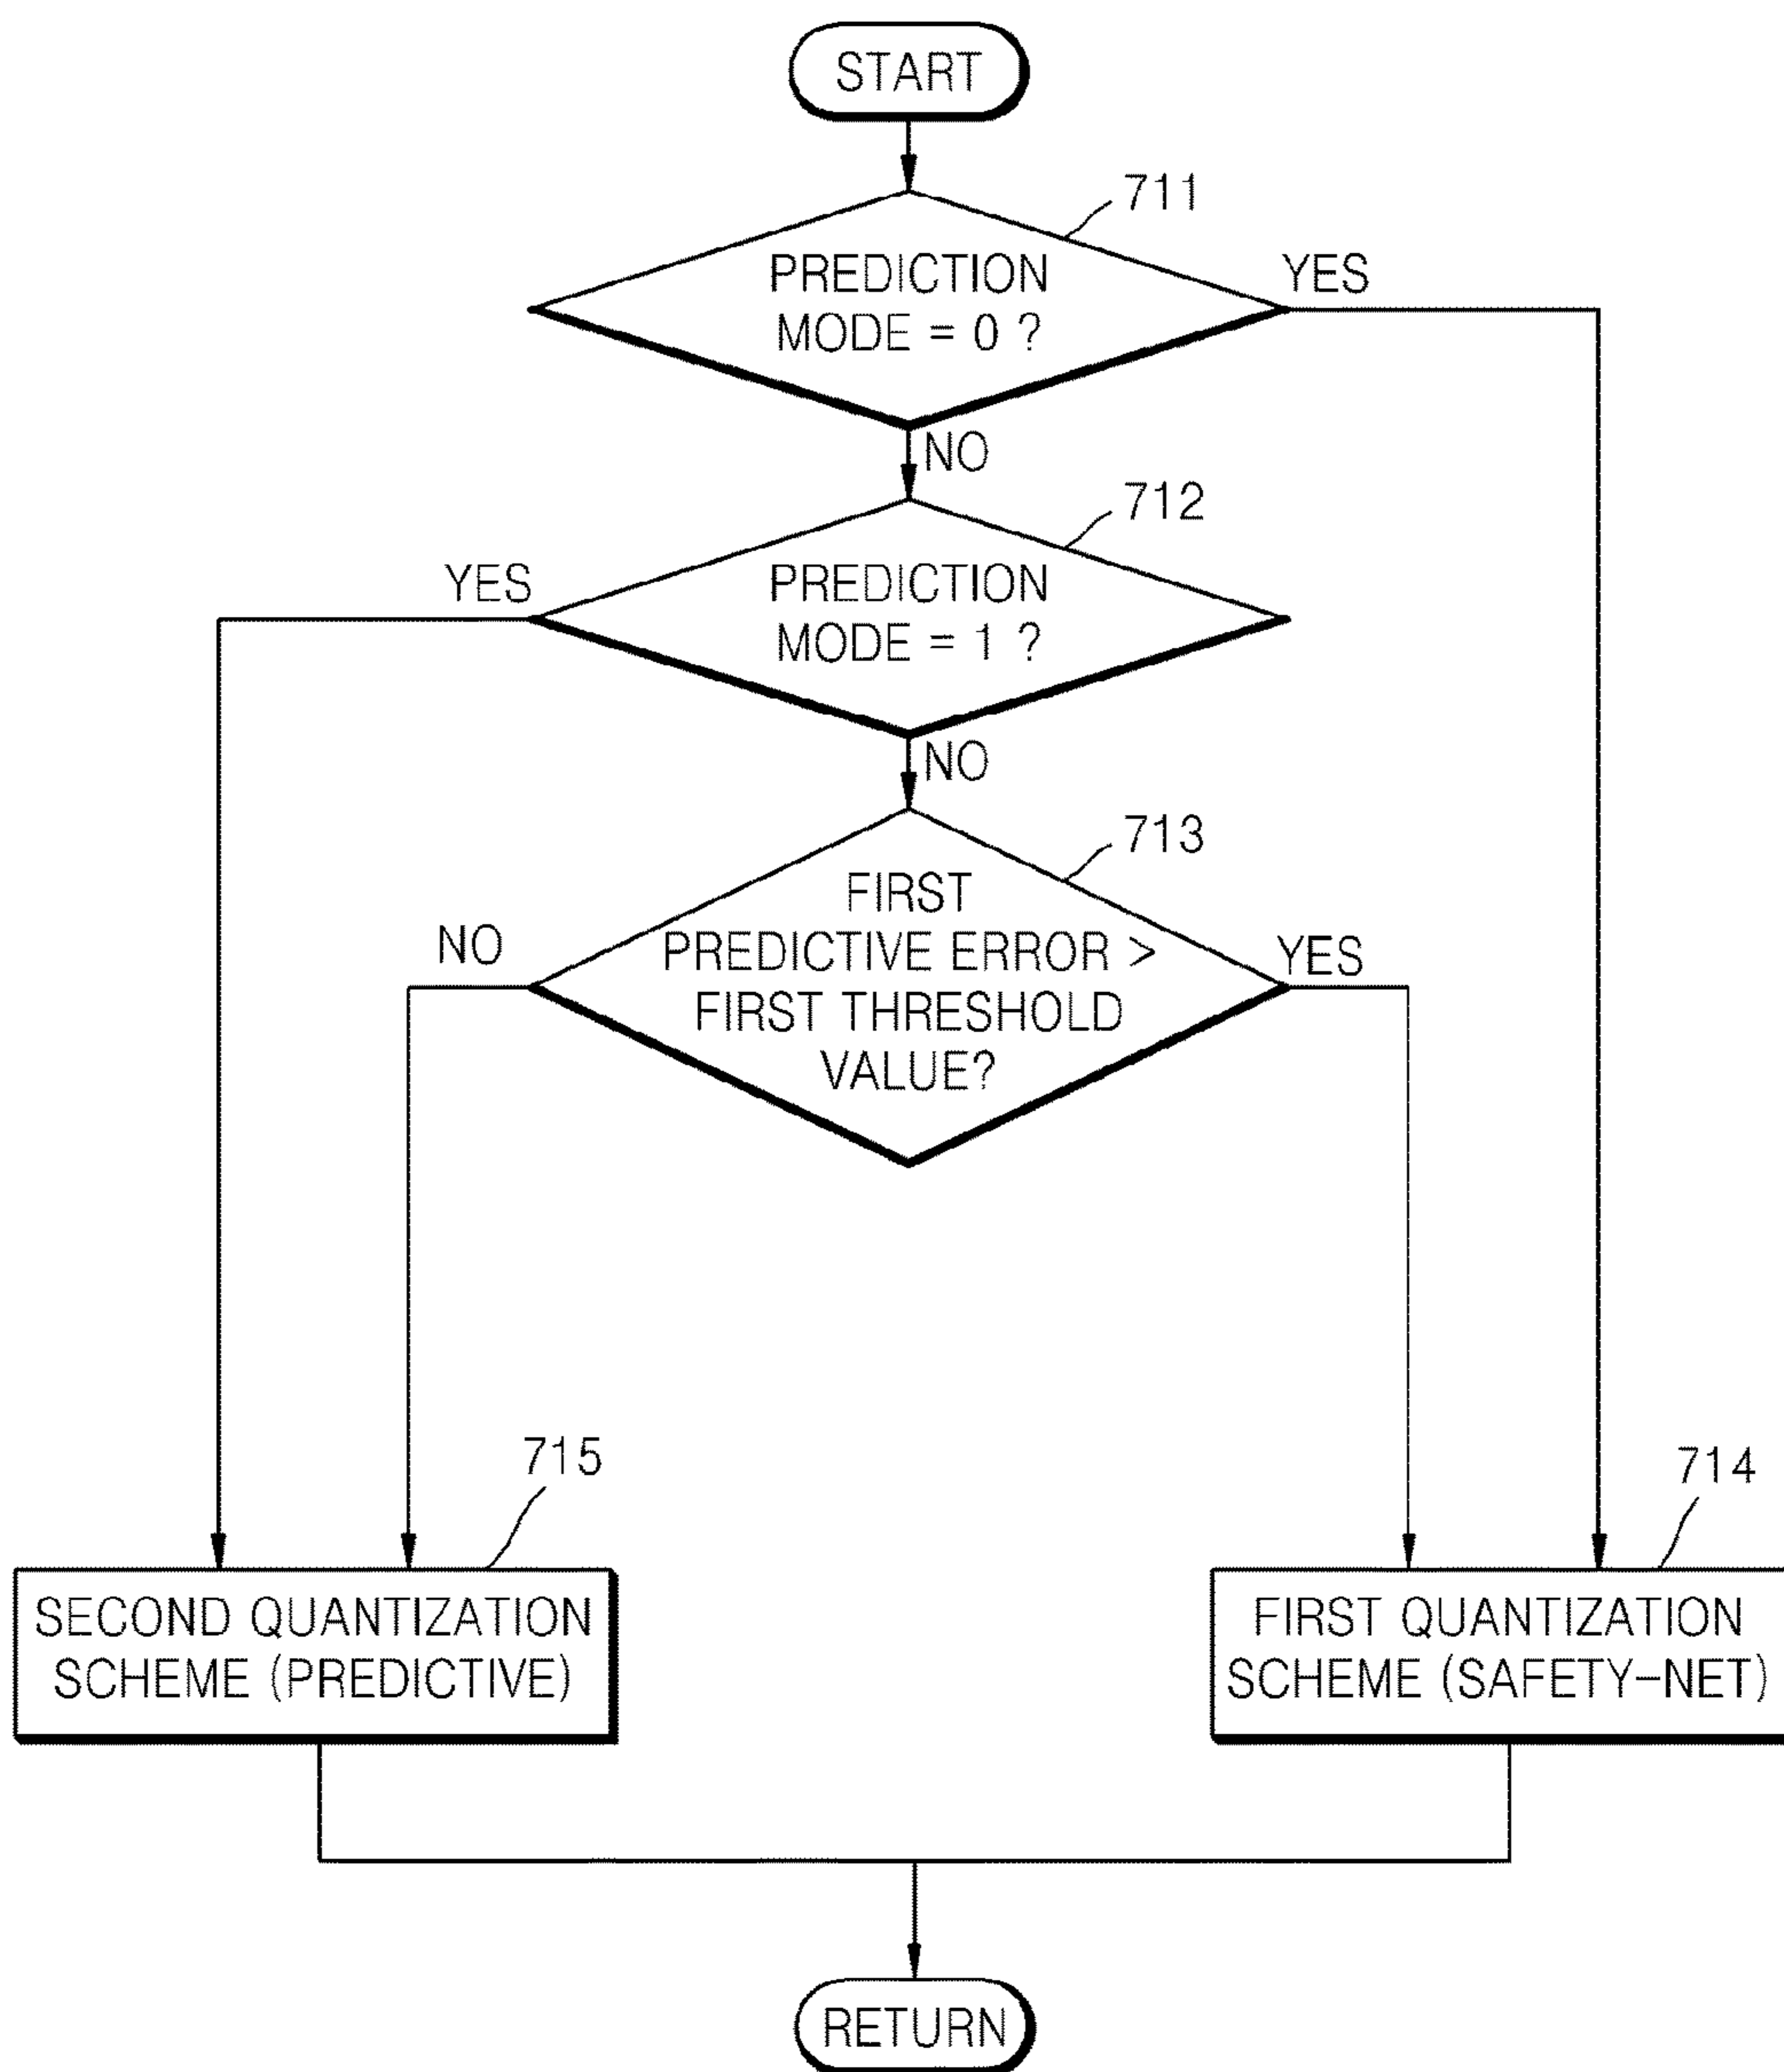 START
711
PREDICTION
MODE = 0 ?
YES
NO
712
YES
PREDICTION
MODE = 1 ?
NO
713
FIRST
PREDICTIVE ERROR >
FIRST THRESHOLD
VALUE?
NO
YES
715
714
SECOND QUANTIZATION
SCHEME (PREDICTIVE)
FIRST QUANTIZATION
SCHEME (SAFETY-NET)
RETURN